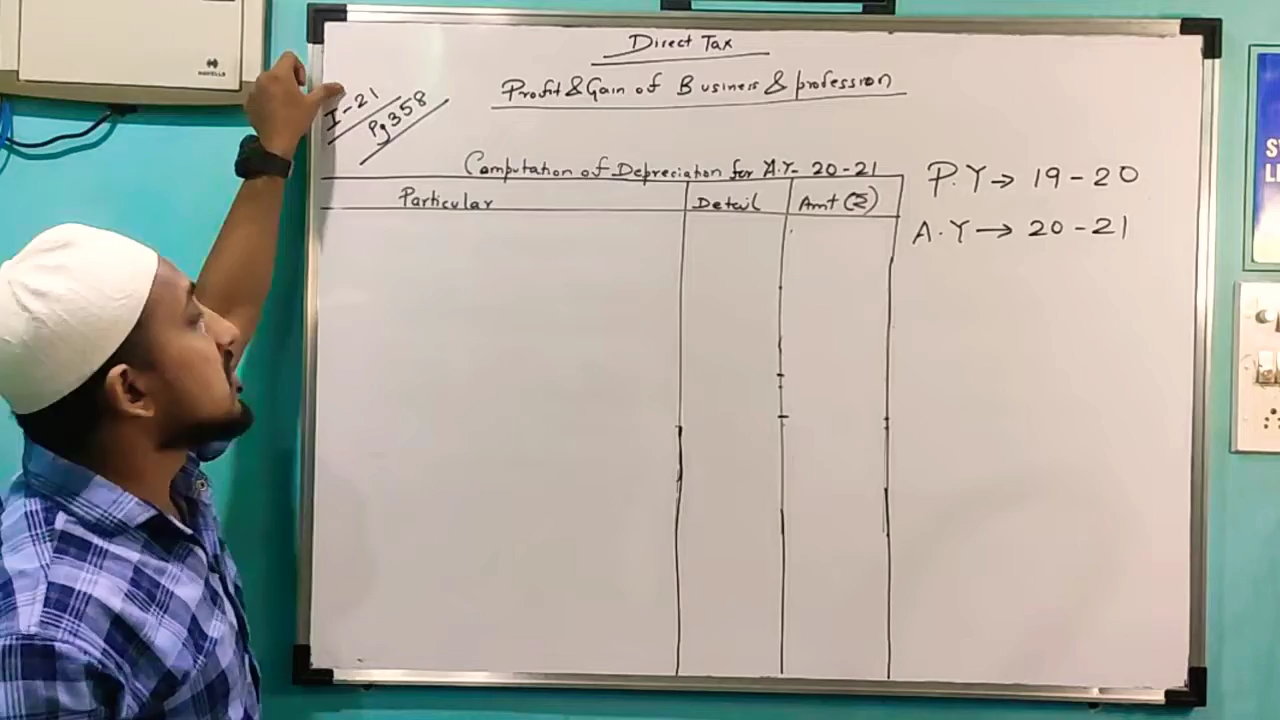 HAVELLS
Direct Tax
Profit & Gain of Business & profession
I-21
Pg 358
Computation of Depreciation for A.Y- 20-21
Particular Detail Amt (₹)
P.Y → 19-20
A.Y → 20-21